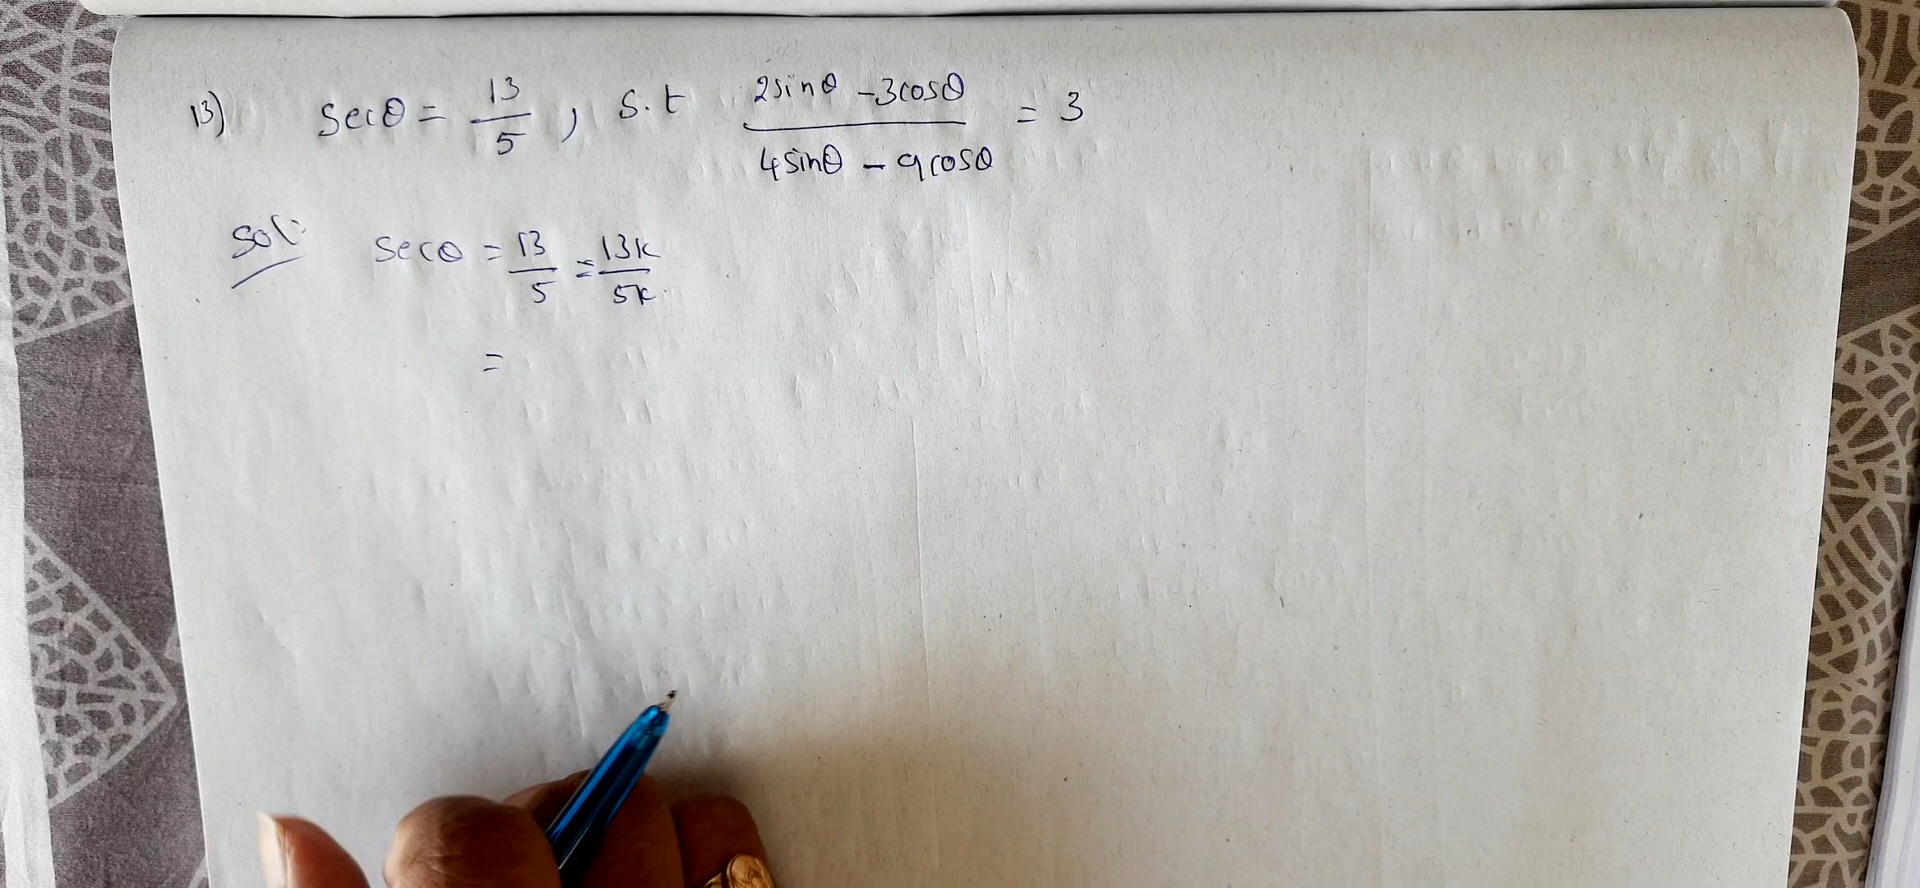 13) Secθ = 13/5, S.t (2sinθ - 3cosθ)/(4sinθ - 9cosθ) = 3
Sol: Secθ = 13/5 = 13k/5k.
=